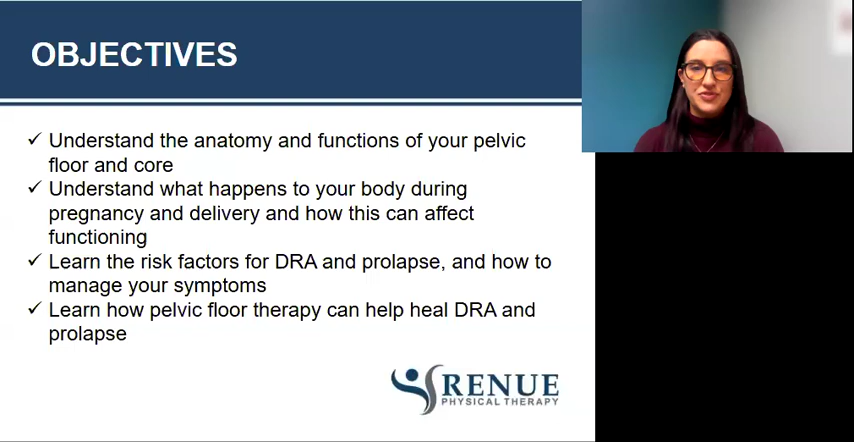 OBJECTIVES
✓ Understand the anatomy and functions of your pelvic
floor and core
✓ Understand what happens to your body during
pregnancy and delivery and how this can affect
functioning
✓ Learn the risk factors for DRA and prolapse, and how to
manage your symptoms
✓ Learn how pelvic floor therapy can help heal DRA and
prolapse
RENUE
PHYSICAL THERAPY